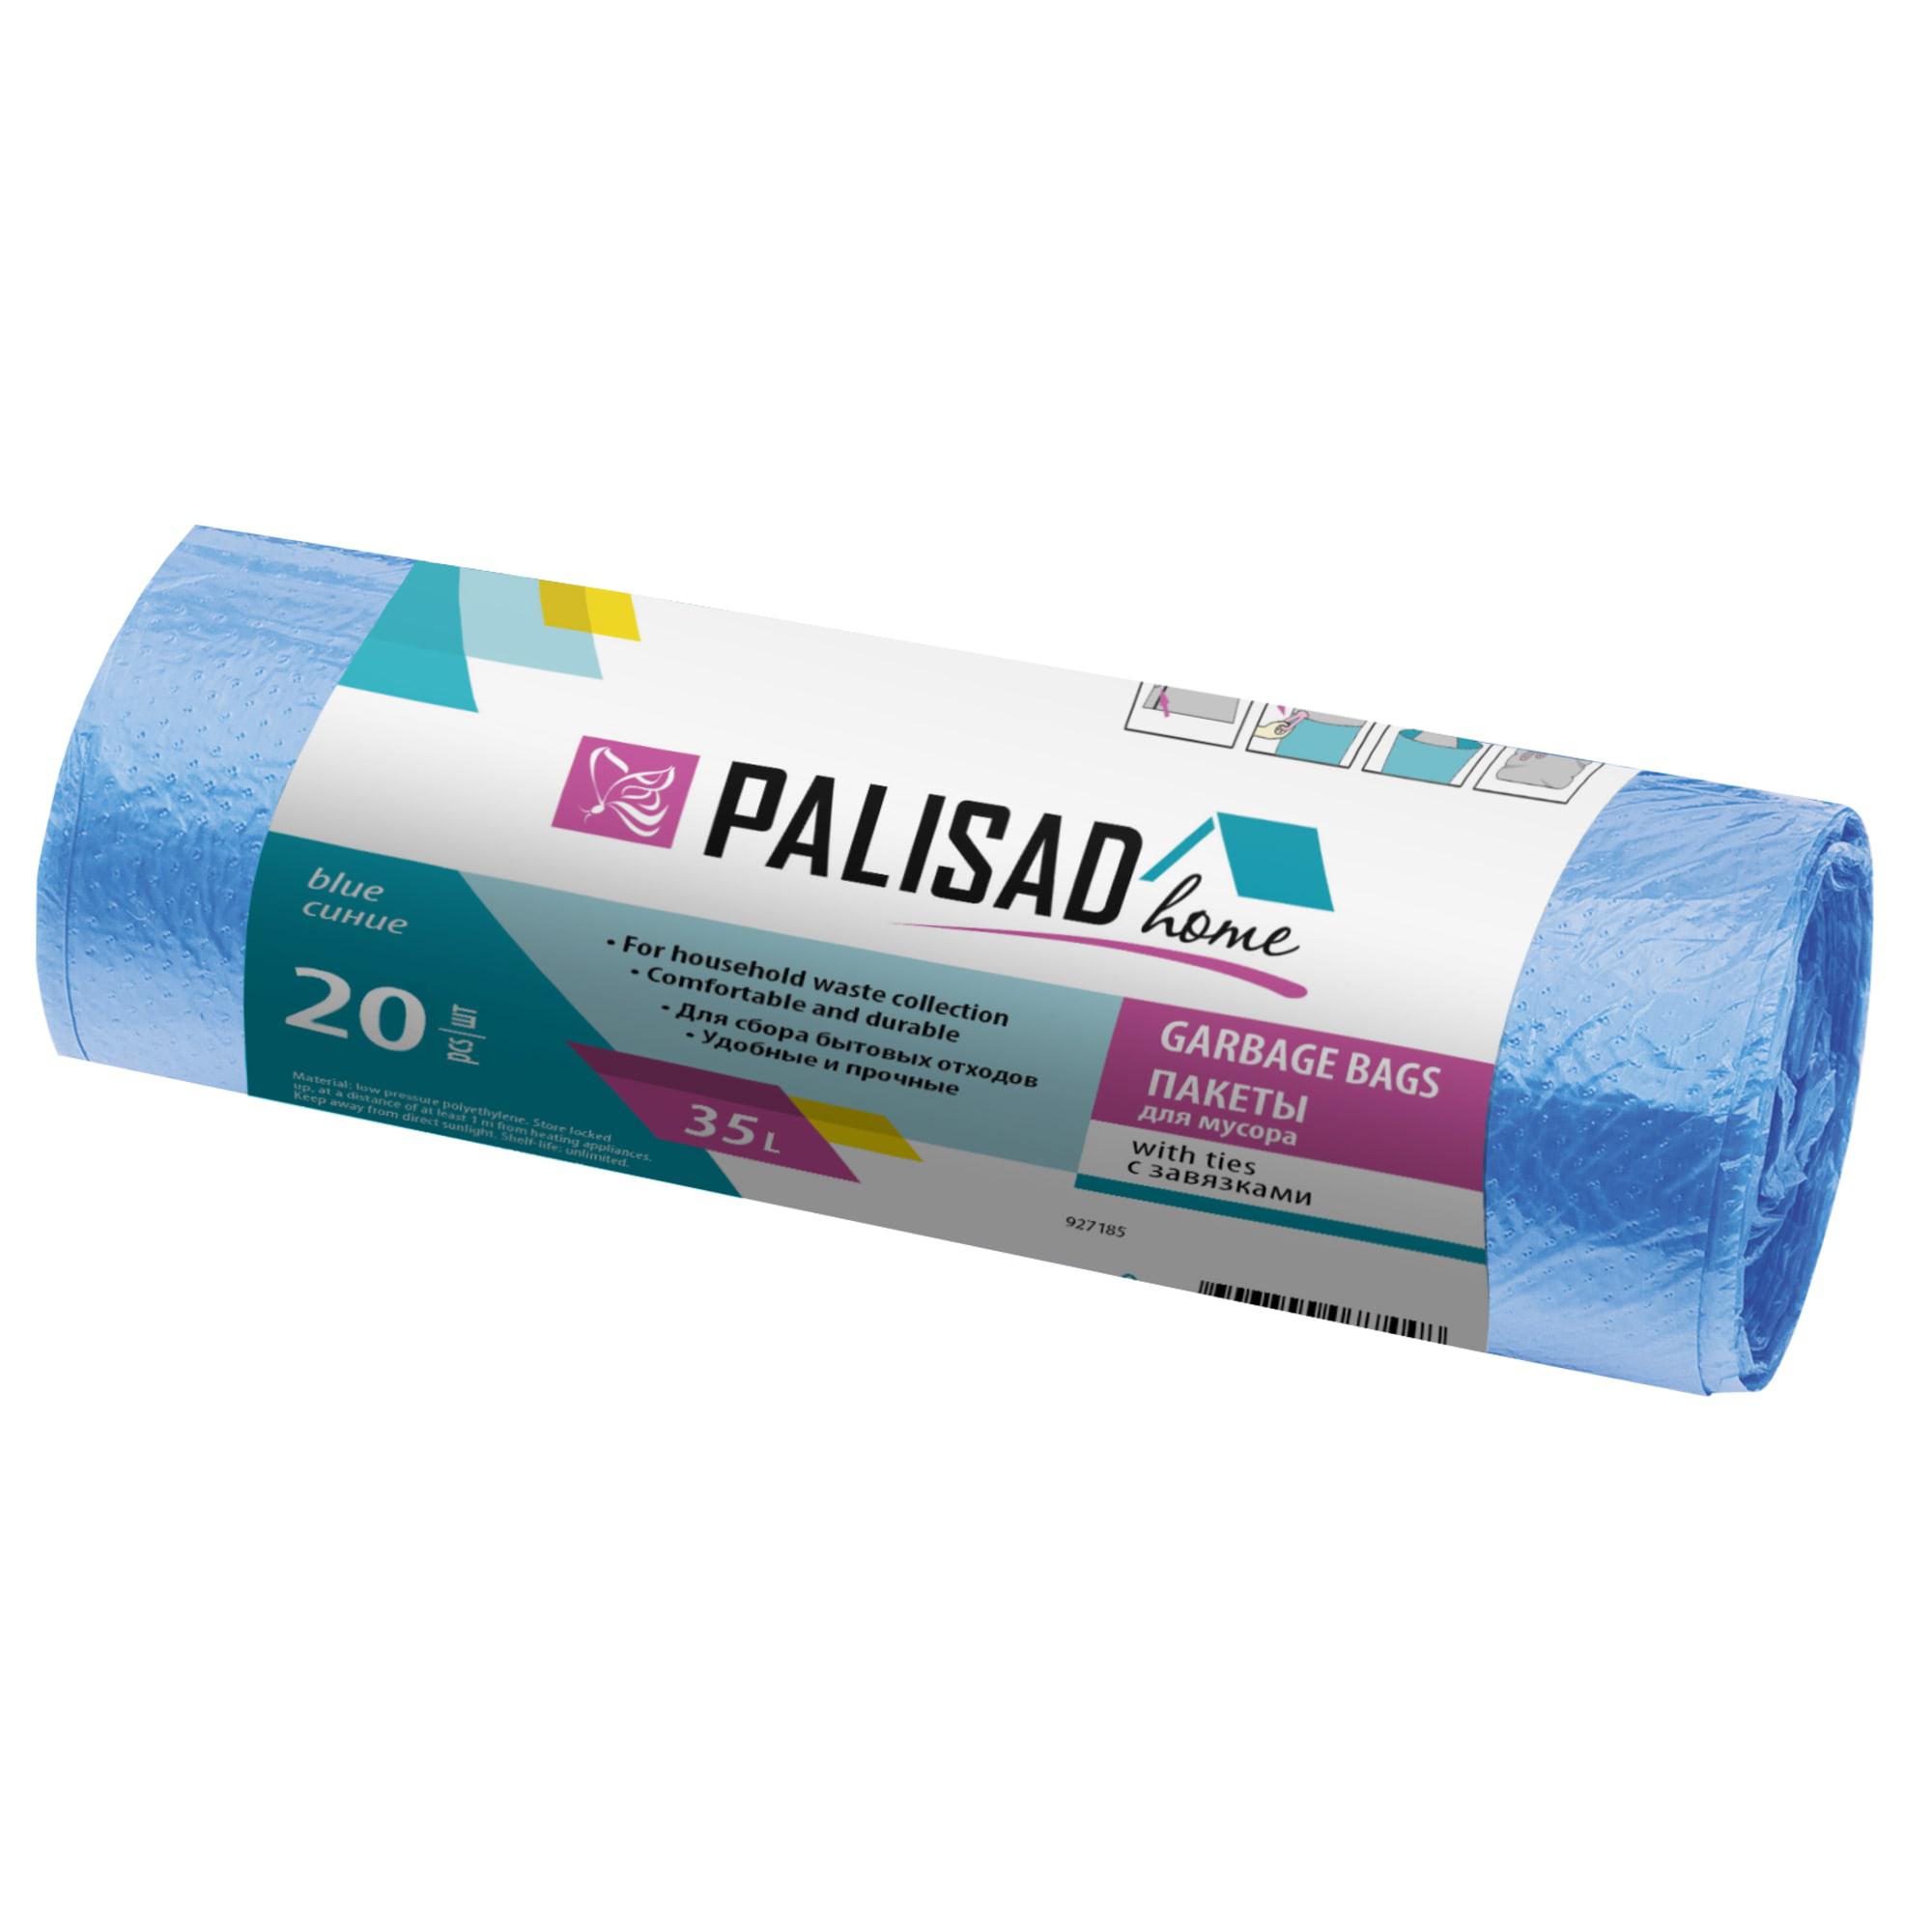 PALISAD home
blue
синие
20 pcs|шт
Material: low pressure polyethylene. Store locked
up, at a distance of at least 1 m from heating appliances.
Keep away from direct sunlight. Shelf-life: unlimited.
• For household waste collection
• Comfortable and durable
• Для сбора бытовых отходов
• Удобные и прочные
35 L
GARBAGE BAGS
ПАКЕТЫ
для мусора
with ties
с завязками
927185